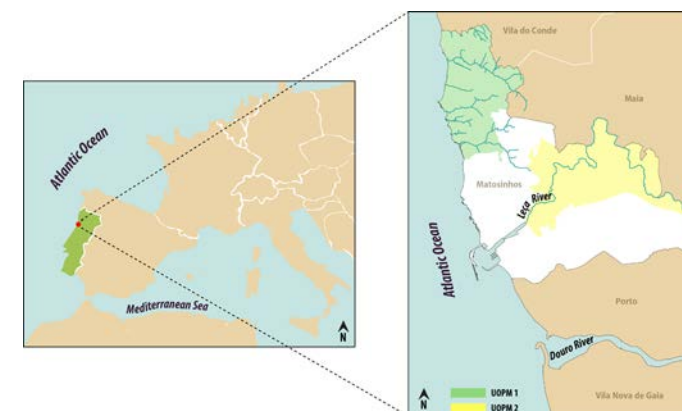 Atlantic Ocean
Mediterranean Sea
N
Vila do Conde
Maia
Matosinhos
Leça River
Atlantic Ocean
Porto
Douro River
Vila Nova de Gaia
N
UOPM 1
UOPM 2